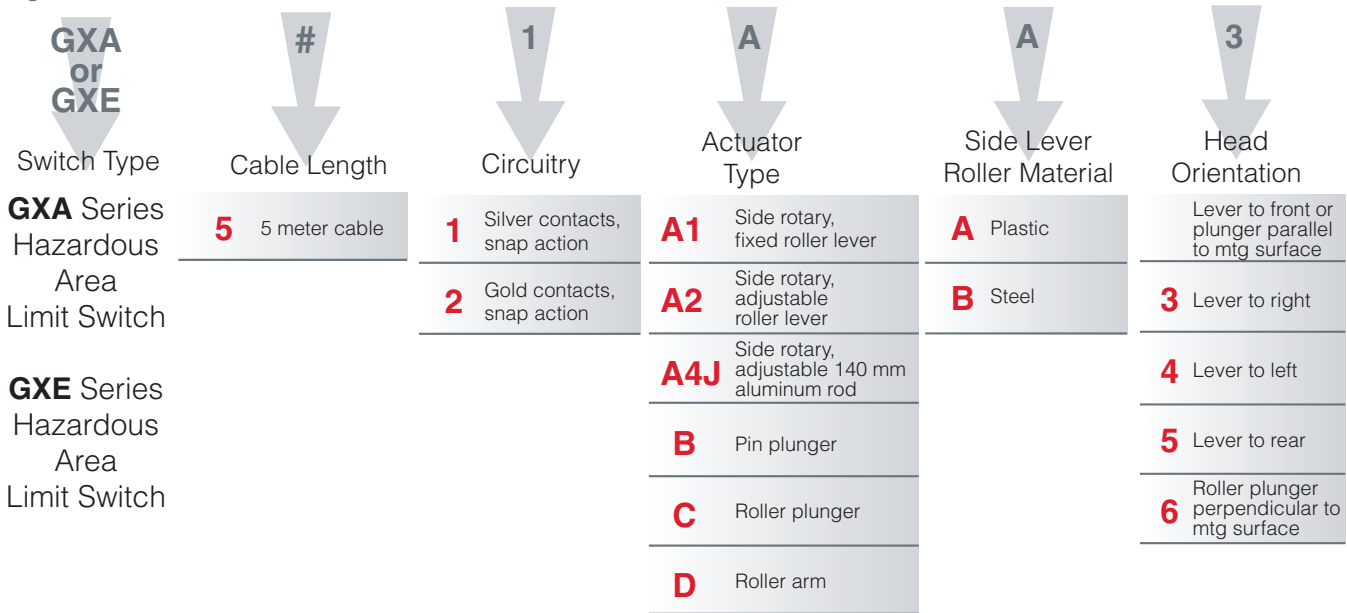 GXA
or
GXE
#
1
A
A
3
Switch Type
Cable Length
Circuitry
Actuator
Type
Side Lever
Roller Material
Head
Orientation
GXA Series
Hazardous
Area
Limit Switch
GXE Series
Hazardous
Area
Limit Switch
5 5 meter cable
1 Silver contacts,
snap action
2 Gold contacts,
snap action
A1 Side rotary,
fixed roller lever
A2 Side rotary,
adjustable
roller lever
A4J Side rotary,
adjustable 140 mm
aluminum rod
B Pin plunger
C Roller plunger
D Roller arm
A Plastic
B Steel
Lever to front or
plunger parallel
to mtg surface
3 Lever to right
4 Lever to left
5 Lever to rear
6 Roller plunger
perpendicular to
mtg surface